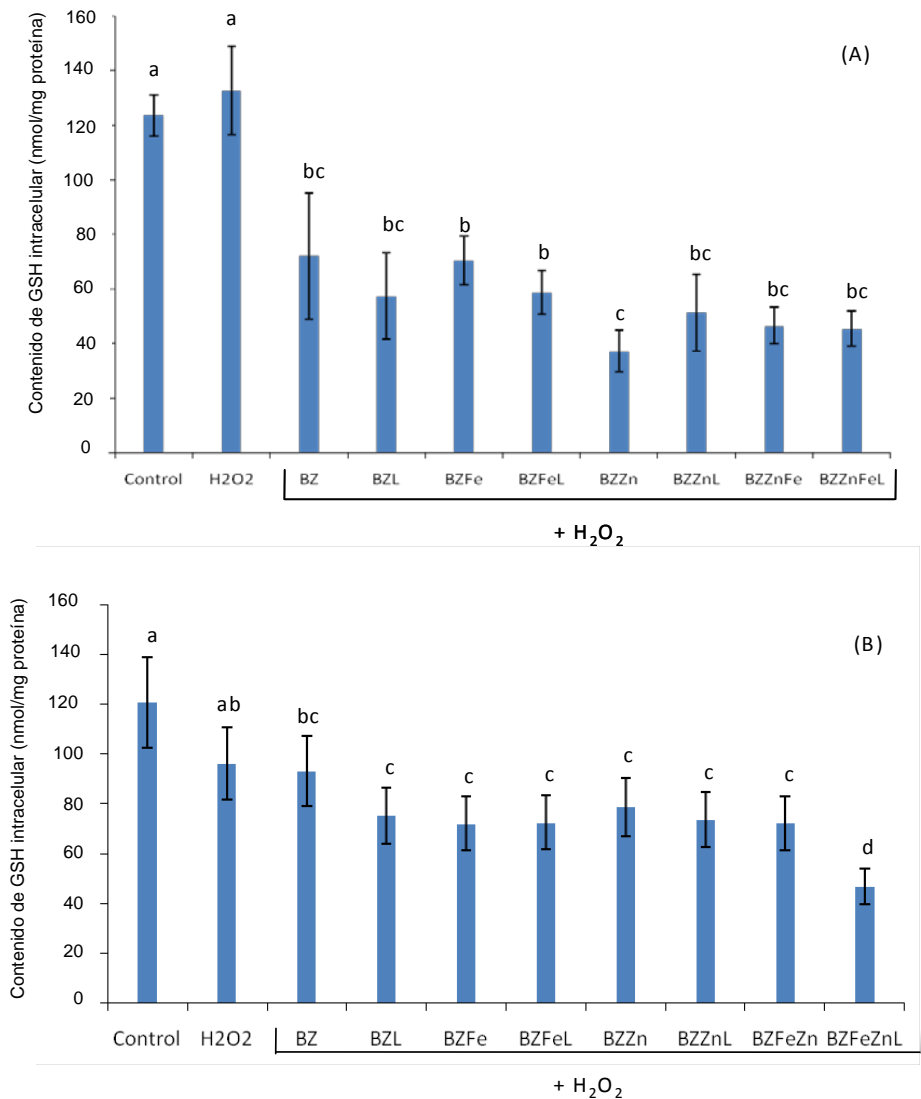 160
a
a
(A)
140
120
bc
100
bc
b
b
bc
80
bc
bc
60
c
40
20
0
Contenido de GSH intracelular (nmol/mg proteína)
Control H2O2 BZ BZL BZFe BZFeL BZZn BZZnL BZZnFe BZZnFeL
+ H₂O₂
160
a
(B)
140
ab
bc
120
c
c
c
c
c
c
100
80
d
60
40
20
0
Contenido de GSH intracelular (nmol/mg proteína)
Control H2O2 BZ BZL BZFe BZFeL BZZn BZZnL BZFeZn BZFeZnL
+ H₂O₂